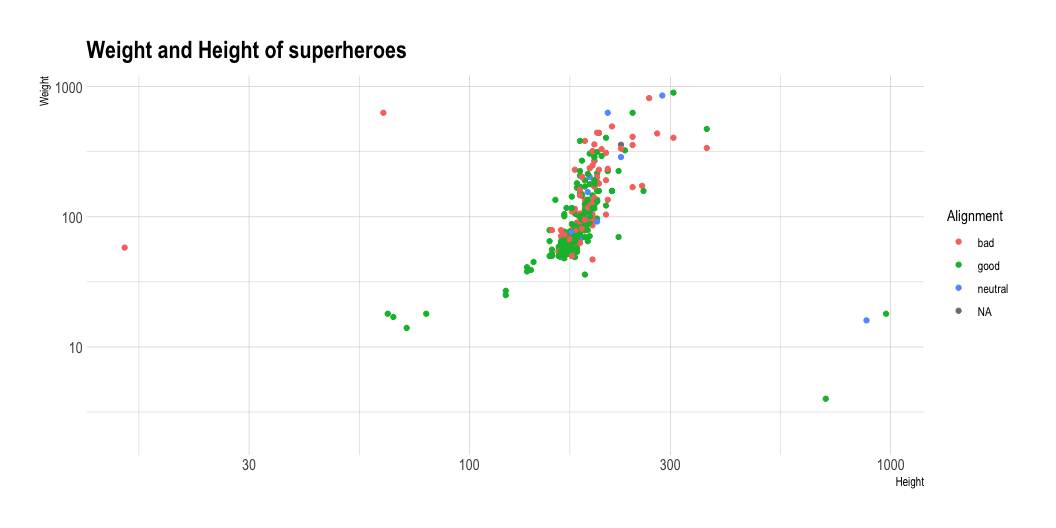 Weight and Height of superheroes
Weight
1000
100
10
30
100
300
1000
Height
Alignment
bad
good
neutral
NA